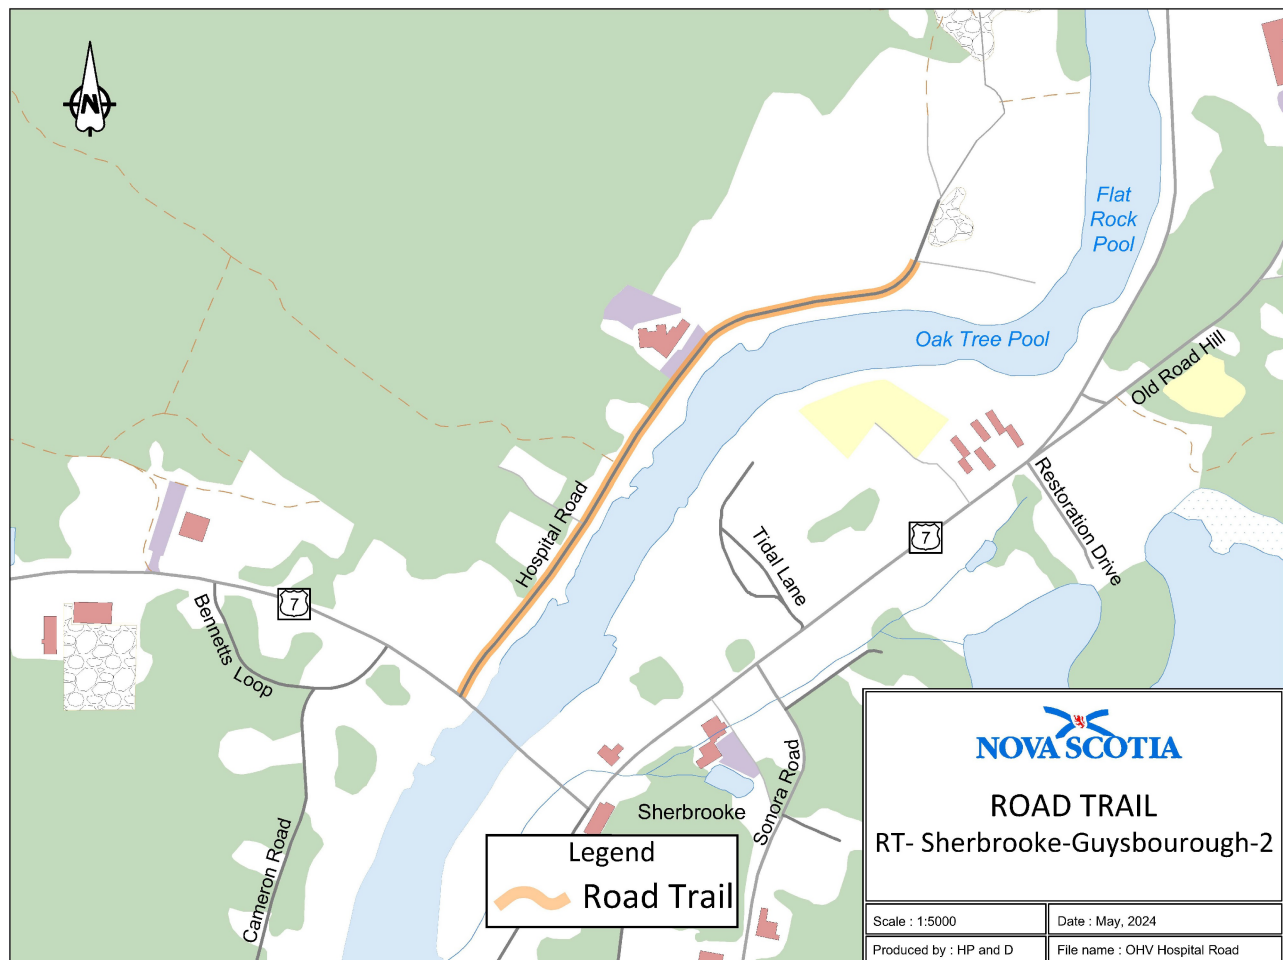 N
Flat
Rock
Pool
Oak Tree Pool
Old Road Hill
Restoration Drive
Hospital Road
Tidal Lane
7
7
Bennetts Loop
Cameron Road
Sherbrooke
Sonora Road
Legend
Road Trail
NOVA SCOTIA
ROAD TRAIL
RT- Sherbrooke-Guysbourough-2
Scale : 1:5000
Date : May, 2024
Produced by : HP and D
File name : OHV Hospital Road